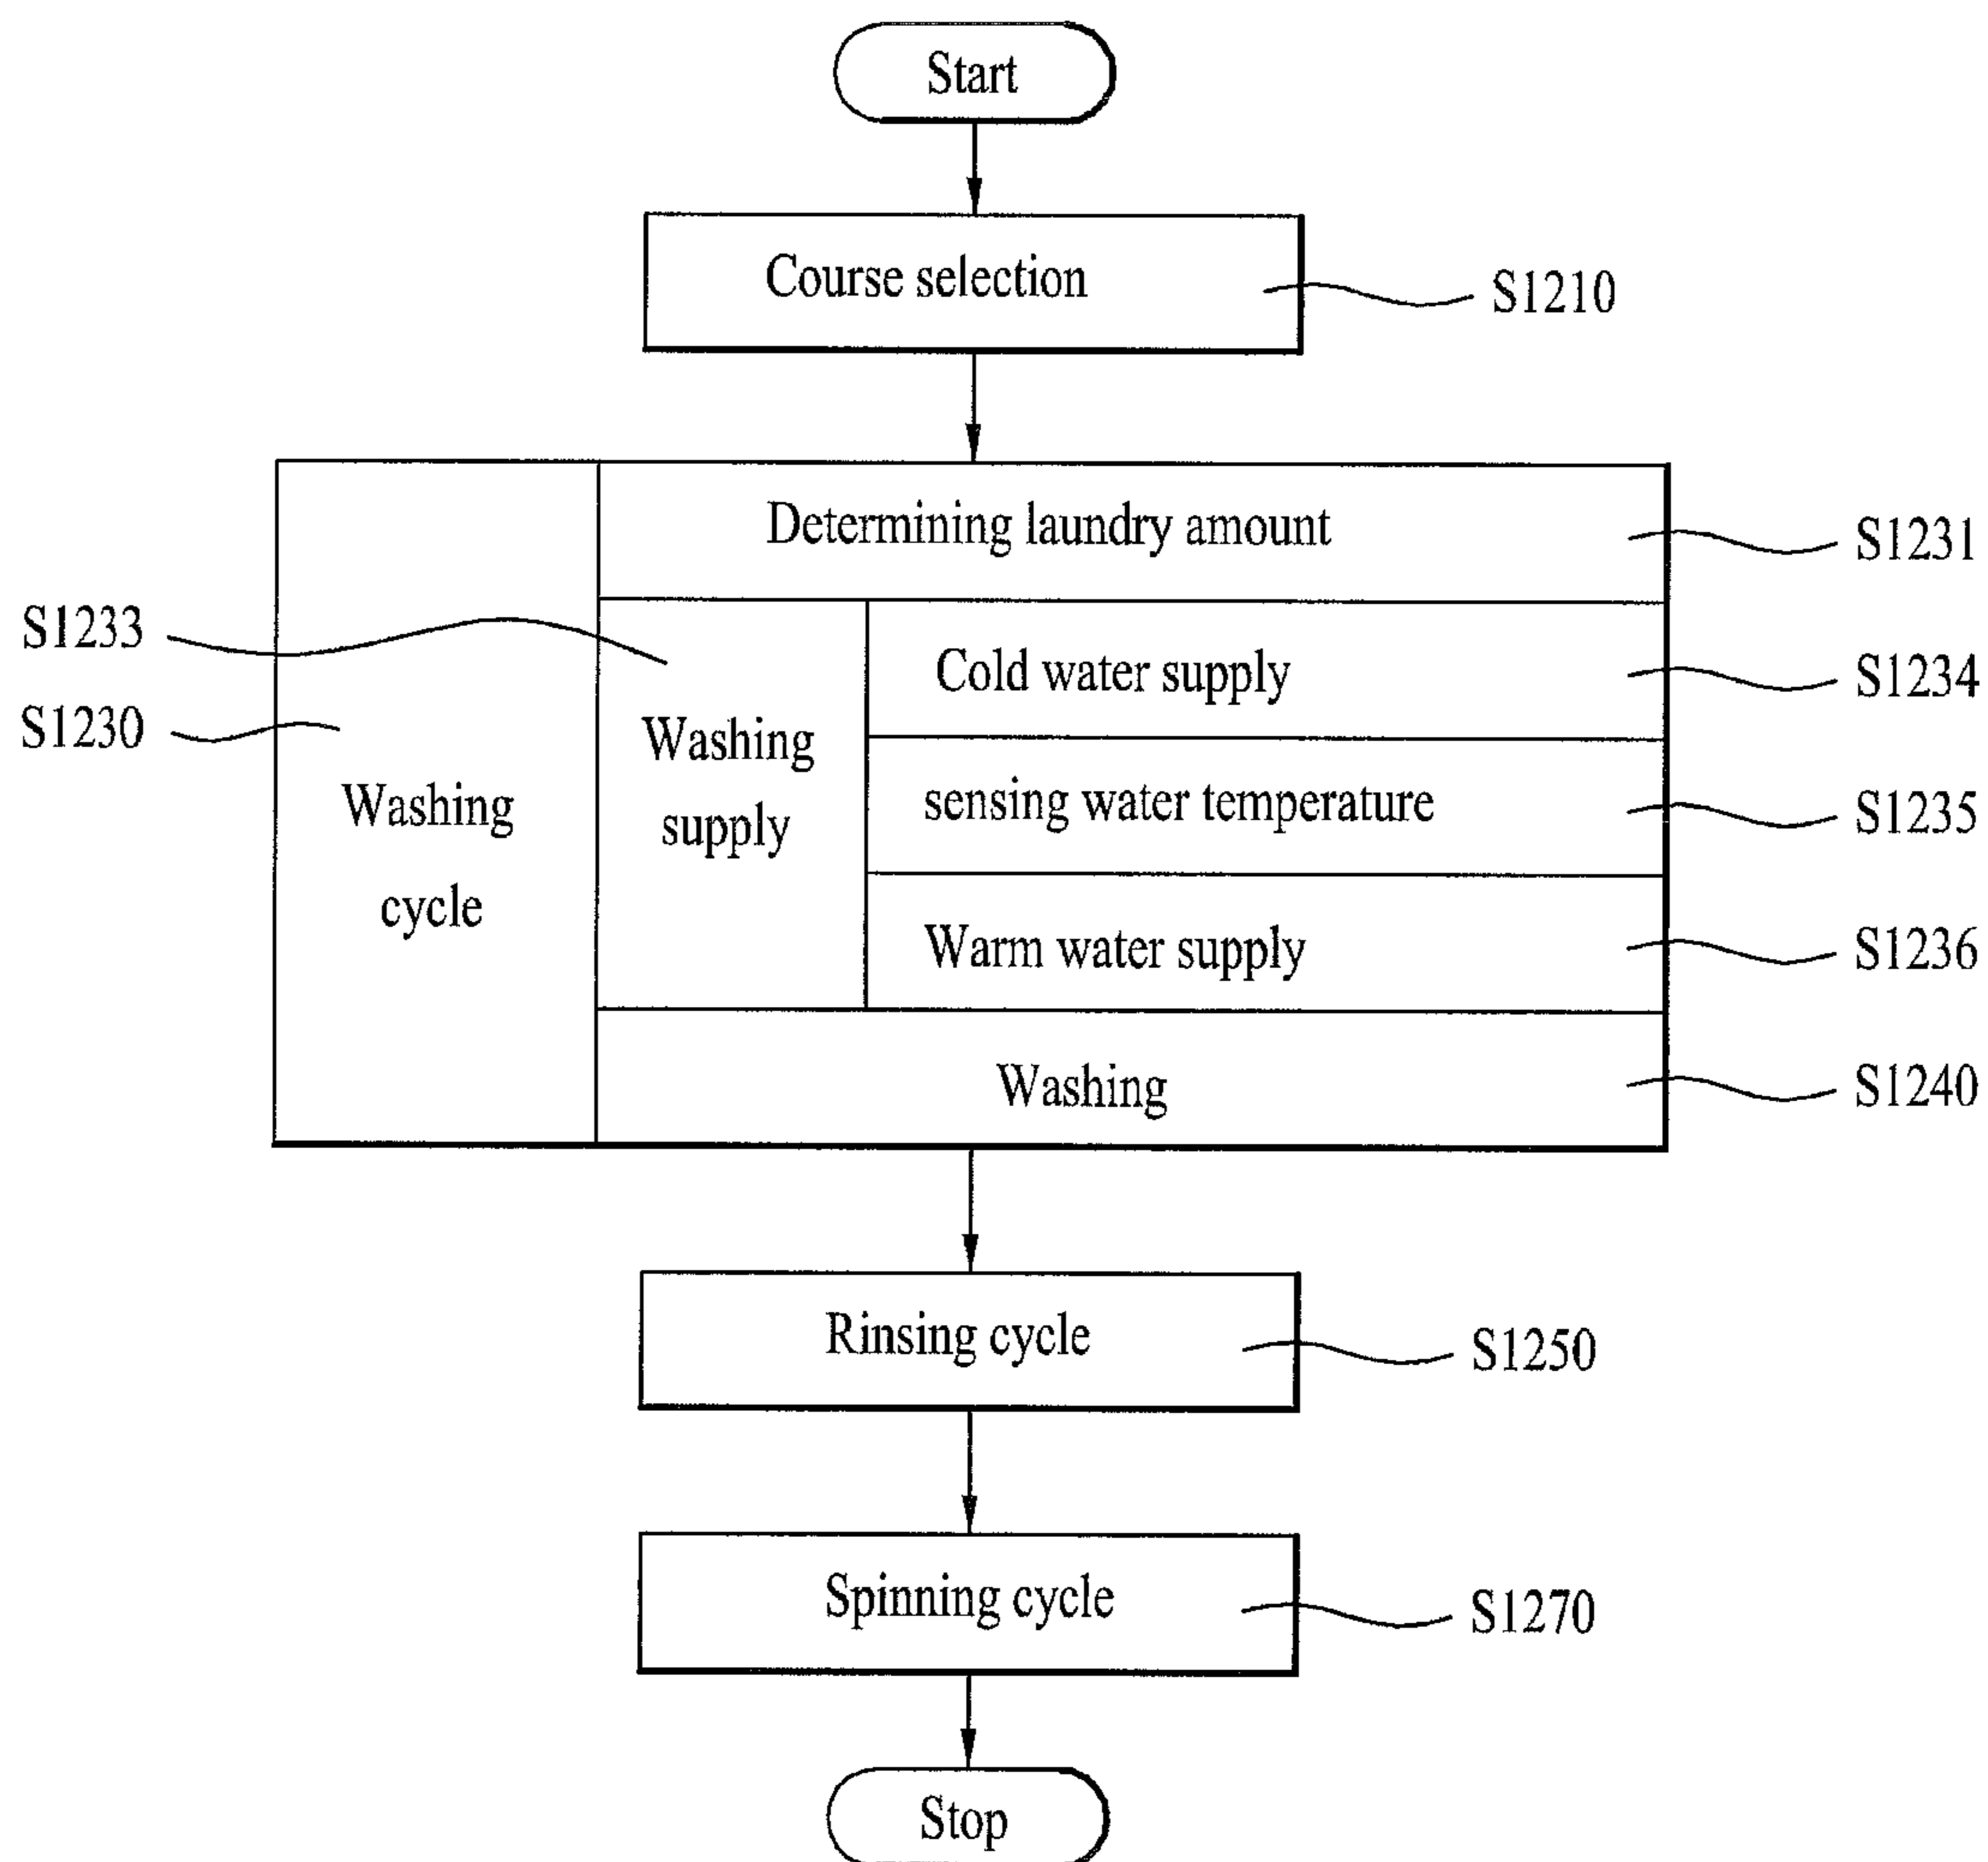 Start
Course selection
S1210
Determining laundry amount
S1231
S1233
Cold water supply
S1234
S1230
Washing
supply
sensing water temperature
S1235
Washing
cycle
Warm water supply
S1236
Washing
S1240
Rinsing cycle
S1250
Spinning cycle
S1270
Stop